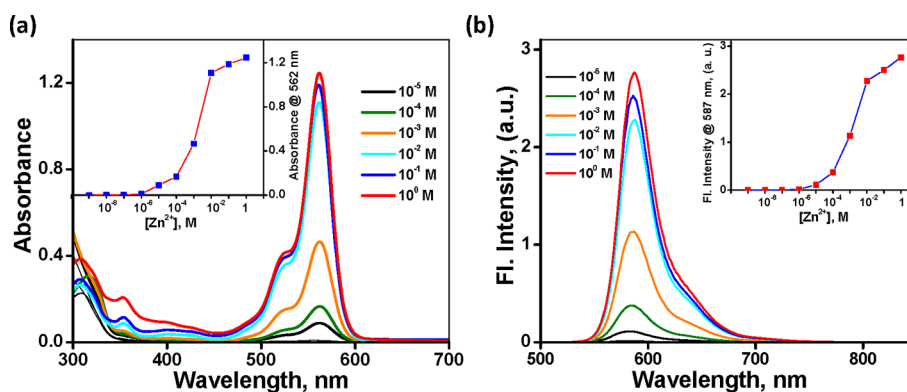 (a)
Absorbance
1.2
0.8
0.4
0.0
300
400
500
600
700
Wavelength, nm
10⁻⁵ M
10⁻⁴ M
10⁻³ M
10⁻² M
10⁻¹ M
10⁰ M
1.2
0.8
0.4
0.0
Absorbance @ 562 nm
10⁻⁸
10⁻⁶
10⁻⁴
10⁻²
1
[Zn²⁺], M
(b)
Fl. Intensity, (a.u.)
3
2
1
0
500
600
700
800
Wavelength, nm
10⁻⁵ M
10⁻⁴ M
10⁻³ M
10⁻² M
10⁻¹ M
10⁰ M
Fl. Intensity @ 587 nm, (a. u.)
3
2
1
0
10⁻⁸
10⁻⁶
10⁻⁴
10⁻²
1
[Zn²⁺], M